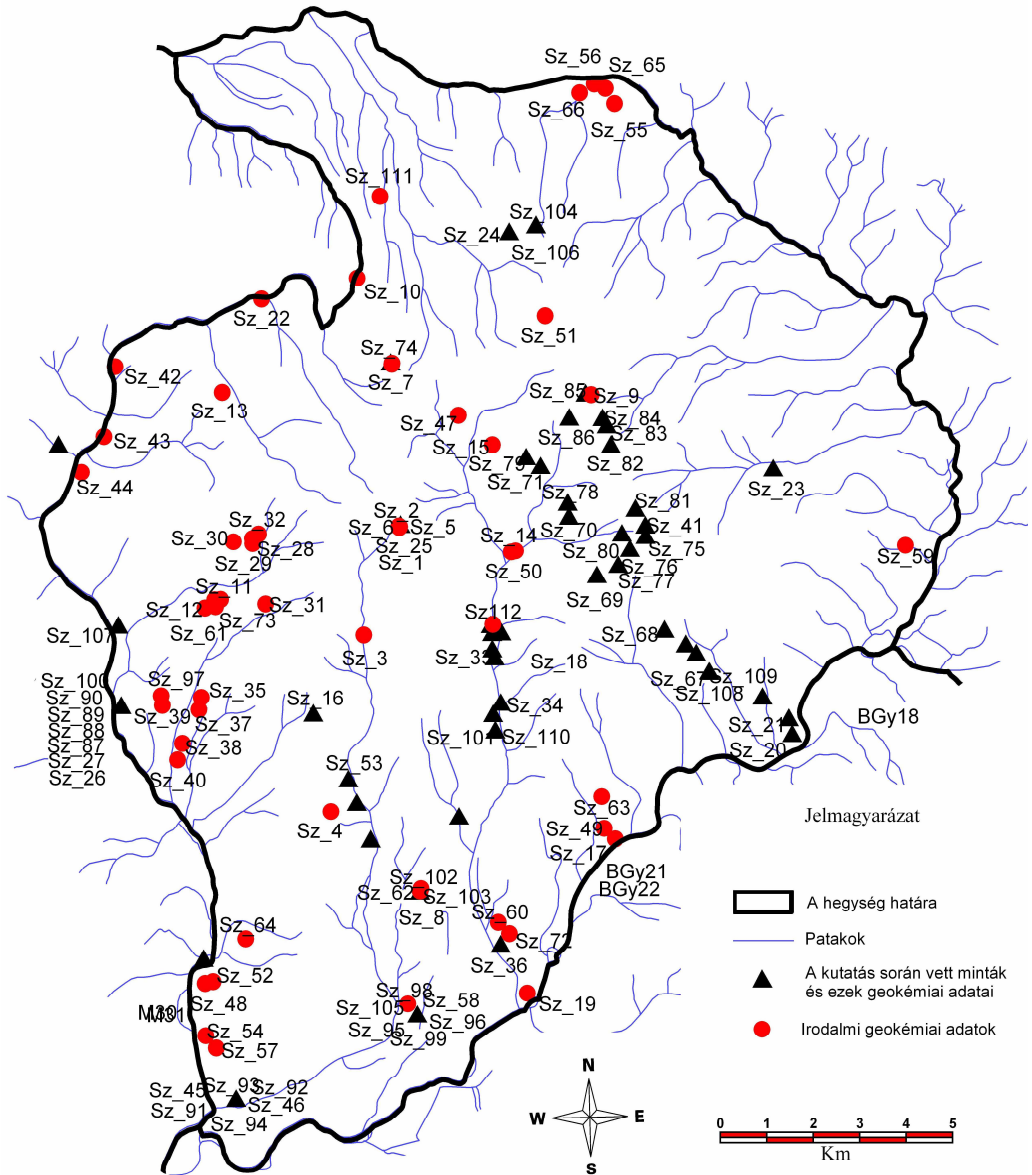 Sz_56
Sz_65
Sz_66
Sz_55
Sz_111
Sz_104
Sz_24
Sz_106
Sz_10
Sz_22
Sz_51
Sz_74
Sz_7
Sz_42
Sz_13
Sz_85
Sz_9
Sz_47
Sz_84
Sz_86
Sz_83
Sz_43
Sz_15
Sz_79
Sz_82
Sz_44
Sz_71
Sz_23
Sz_78
Sz_81
Sz_2
Sz_6
Sz_5
Sz_32
Sz_70
Sz_41
Sz_30
Sz_28
Sz_25
Sz_14
Sz_80
Sz_75
Sz_29
Sz_1
Sz_50
Sz_76
Sz_59
Sz_77
Sz_11
Sz_69
Sz_12
Sz_31
Sz_61
Sz_73
Sz112
Sz_107
Sz_3
Sz_68
Sz_33
Sz_18
Sz_100
Sz_97
Sz_35
Sz_16
Sz_67
Sz_109
Sz_90
Sz_108
Sz_89
Sz_39
Sz_37
Sz_34
Sz_88
Sz_21
BGy18
Sz_87
Sz_38
Sz_101
Sz_110
Sz_20
Sz_27
Sz_40
Sz_26
Sz_53
Sz_63
Sz_4
Sz_49
Sz_17
BGy21
Sz_102
BGy22
Sz_62
Sz_103
Sz_8
Sz_60
Sz_64
Sz_72
Sz_36
Sz_52
Sz_98
Sz_58
Sz_19
Sz_48
Sz_105
Sz_96
M30
M31
Sz_95
Sz_99
Sz_54
Sz_57
Sz_45
Sz_93
Sz_92
Sz_91
Sz_46
Sz_94
Jelmagyarázat
A hegység határa
Patakok
A kutatás során vett minták
és ezek geokémiai adatai
Irodalmi geokémiai adatok
N
W
E
S
0 1 2 3 4 5
Km